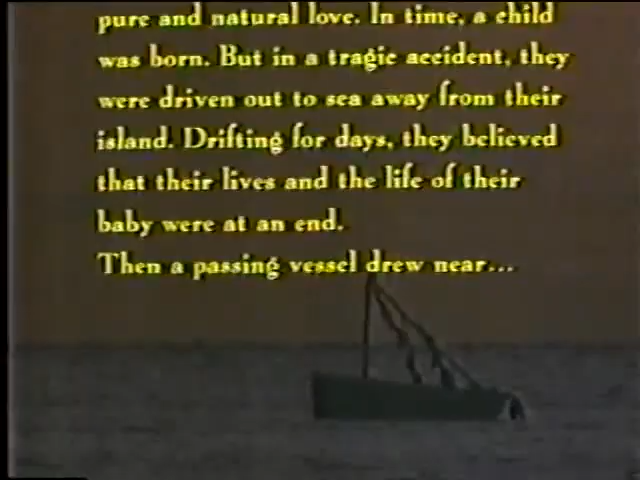 pure and natural love. In time, a child
was born. But in a tragic accident, they
were driven out to sea away from their
island. Drifting for days, they believed
that their lives and the life of their
baby were at an end.
Then a passing vessel drew near...